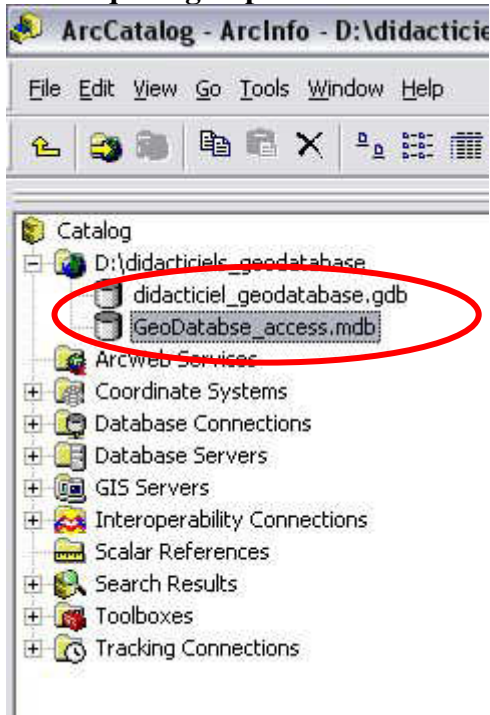 ArcCatalog - ArcInfo - D:\didacticie
File Edit View Go Tools Window Help
Catalog
D:\didacticiels_geodatabase
didacticiel_geodatabase.gdb
GeoDatabse_access.mdb
ArcWeb Services
Coordinate Systems
Database Connections
Database Servers
GIS Servers
Interoperability Connections
Scalar References
Search Results
Toolboxes
Tracking Connections